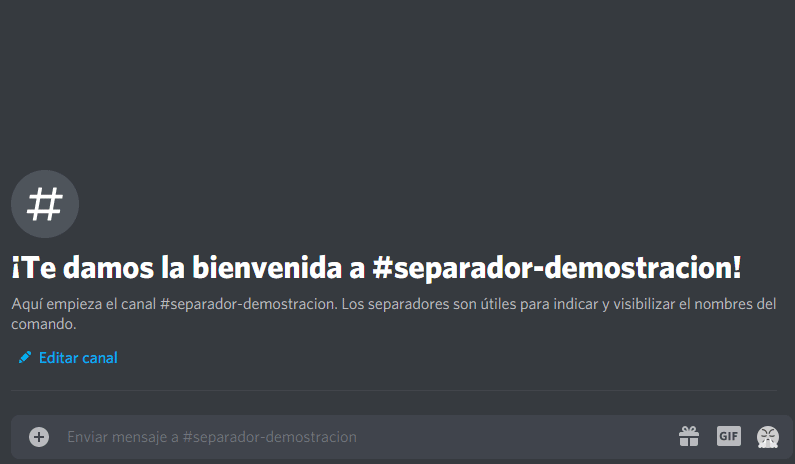 #
¡Te damos la bienvenida a #separador-demostracion!
Aquí empieza el canal #separador-demostracion. Los separadores son útiles para indicar y visibilizar el nombres del
comando.
Editar canal
Enviar mensaje a #separador-demostracion
GIF